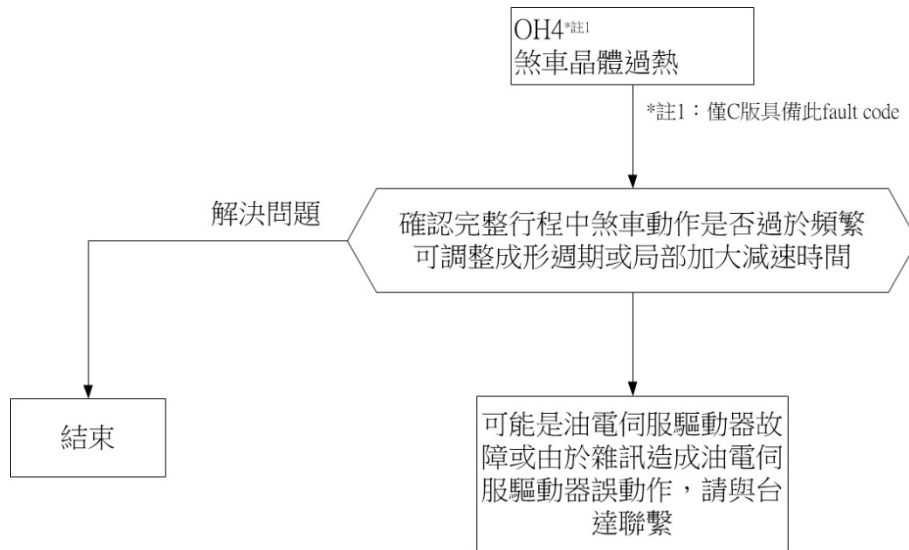 OH4*註1
煞車晶體過熱
*註1：僅C版具備此fault code
解決問題
確認完整行程中煞車動作是否過於頻繁
可調整成形週期或局部加大減速時間
結束
可能是油電伺服驅動器故
障或由於雜訊造成油電伺
服驅動器誤動作，請與台
達聯繫